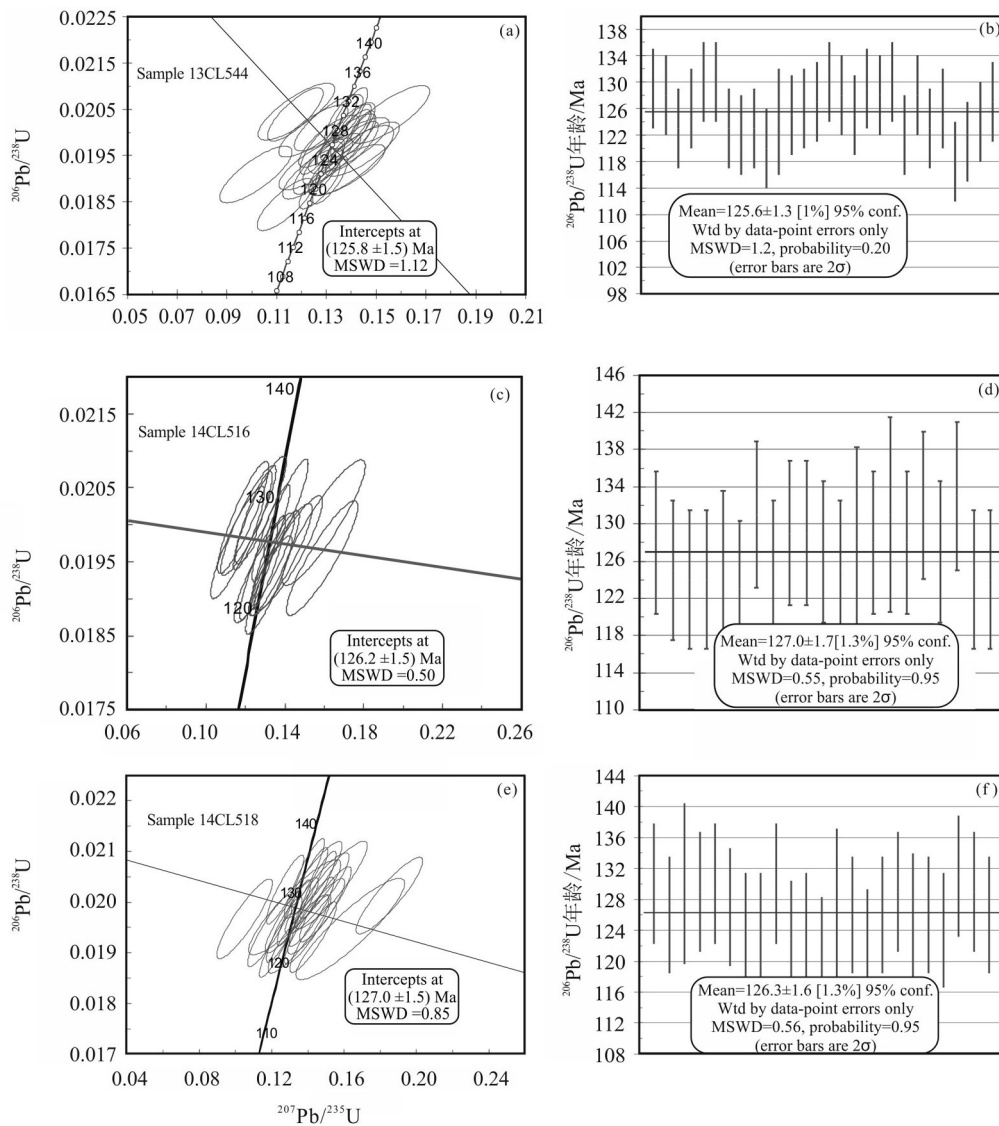 (a)
Sample 13CL544
²⁰⁶Pb/²³⁸U
0.0225
0.0215
0.0205
0.0195
0.0185
0.0175
0.0165
140
136
132
128
124
120
116
112
108
Intercepts at
(125.8 ±1.5) Ma
MSWD =1.12
0.05 0.07 0.09 0.11 0.13 0.15 0.17 0.19 0.21
(b)
²⁰⁶Pb/²³⁸U年龄/Ma
138
134
130
126
122
118
114
110
106
102
98
Mean=125.6±1.3 [1%] 95% conf.
Wtd by data-point errors only
MSWD=1.2, probability=0.20
(error bars are 2σ)
(c)
Sample 14CL516
²⁰⁶Pb/²³⁸U
0.0215
0.0205
0.0195
0.0185
0.0175
140
130
120
Intercepts at
(126.2 ±1.5) Ma
MSWD =0.50
0.06 0.10 0.14 0.18 0.22 0.26
(d)
²⁰⁶Pb/²³⁸U年龄/Ma
146
142
138
134
130
126
122
118
114
110
Mean=127.0±1.7[1.3%] 95% conf.
Wtd by data-point errors only
MSWD=0.55, probability=0.95
(error bars are 2σ)
(e)
Sample 14CL518
²⁰⁶Pb/²³⁸U
0.022
0.021
0.020
0.019
0.018
0.017
140
130
120
110
Intercepts at
(127.0 ±1.5) Ma
MSWD =0.85
0.04 0.08 0.12 0.16 0.20 0.24
²⁰⁷Pb/²³⁵U
(f)
²⁰⁶Pb/²³⁸U年龄/Ma
144
140
136
132
128
124
120
116
112
108
Mean=126.3±1.6 [1.3%] 95% conf.
Wtd by data-point errors only
MSWD=0.56, probability=0.95
(error bars are 2σ)